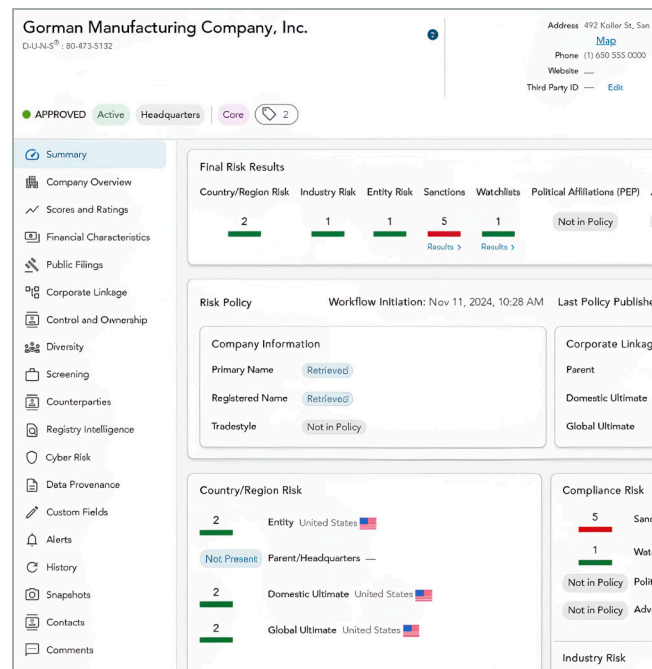 Gorman Manufacturing Company, Inc.
D-U-N-S® : 80-473-5132
Address 492 Koller St, San
Map
Phone (1) 650 555 0000
Website —
Third Party ID — Edit
APPROVED Active Headquarters Core 2
Summary
Company Overview
Scores and Ratings
Financial Characteristics
Public Filings
Corporate Linkage
Control and Ownership
Diversity
Screening
Counterparties
Registry Intelligence
Cyber Risk
Data Provenance
Custom Fields
Alerts
History
Snapshots
Contacts
Comments
Final Risk Results
Country/Region Risk Industry Risk Entity Risk Sanctions Watchlists Political Affiliations (PEP)
2 1 1 5 1 Not in Policy
Results > Results >
Risk Policy Workflow Initiation: Nov 11, 2024, 10:28 AM Last Policy Publishe
Company Information
Primary Name Retrieved
Registered Name Retrieved
Tradestyle Not in Policy
Corporate Linkag
Parent
Domestic Ultimate
Global Ultimate
Country/Region Risk
2 Entity United States
Not Present Parent/Headquarters —
2 Domestic Ultimate United States
2 Global Ultimate United States
Compliance Risk
5 Sanc
1 Wat
Not in Policy Polit
Not in Policy Adv
Industry Risk